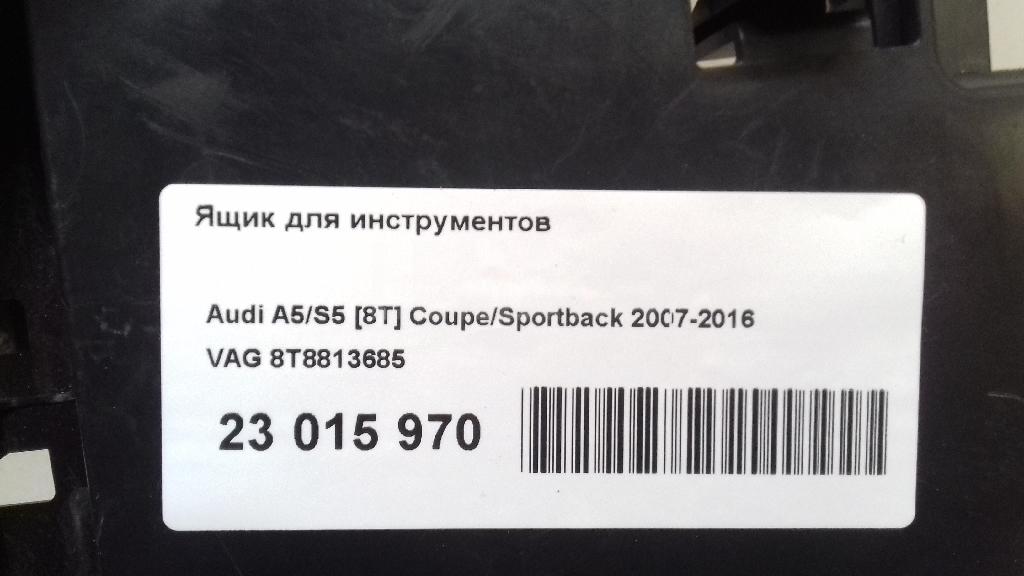 Ящик для инструментов
Audi A5/S5 [8T] Coupe/Sportback 2007-2016
VAG 8T8813685
23 015 970